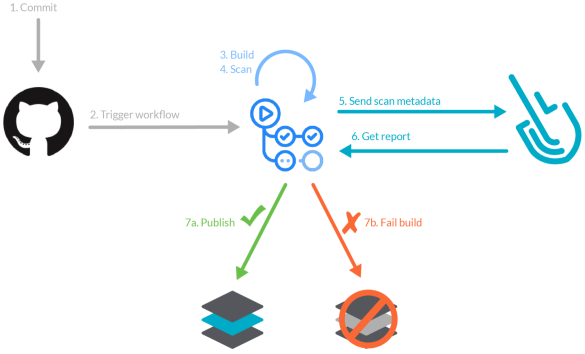 1. Commit
3. Build
4. Scan
2. Trigger workflow
5. Send scan metadata
6. Get report
7a. Publish
7b. Fail build